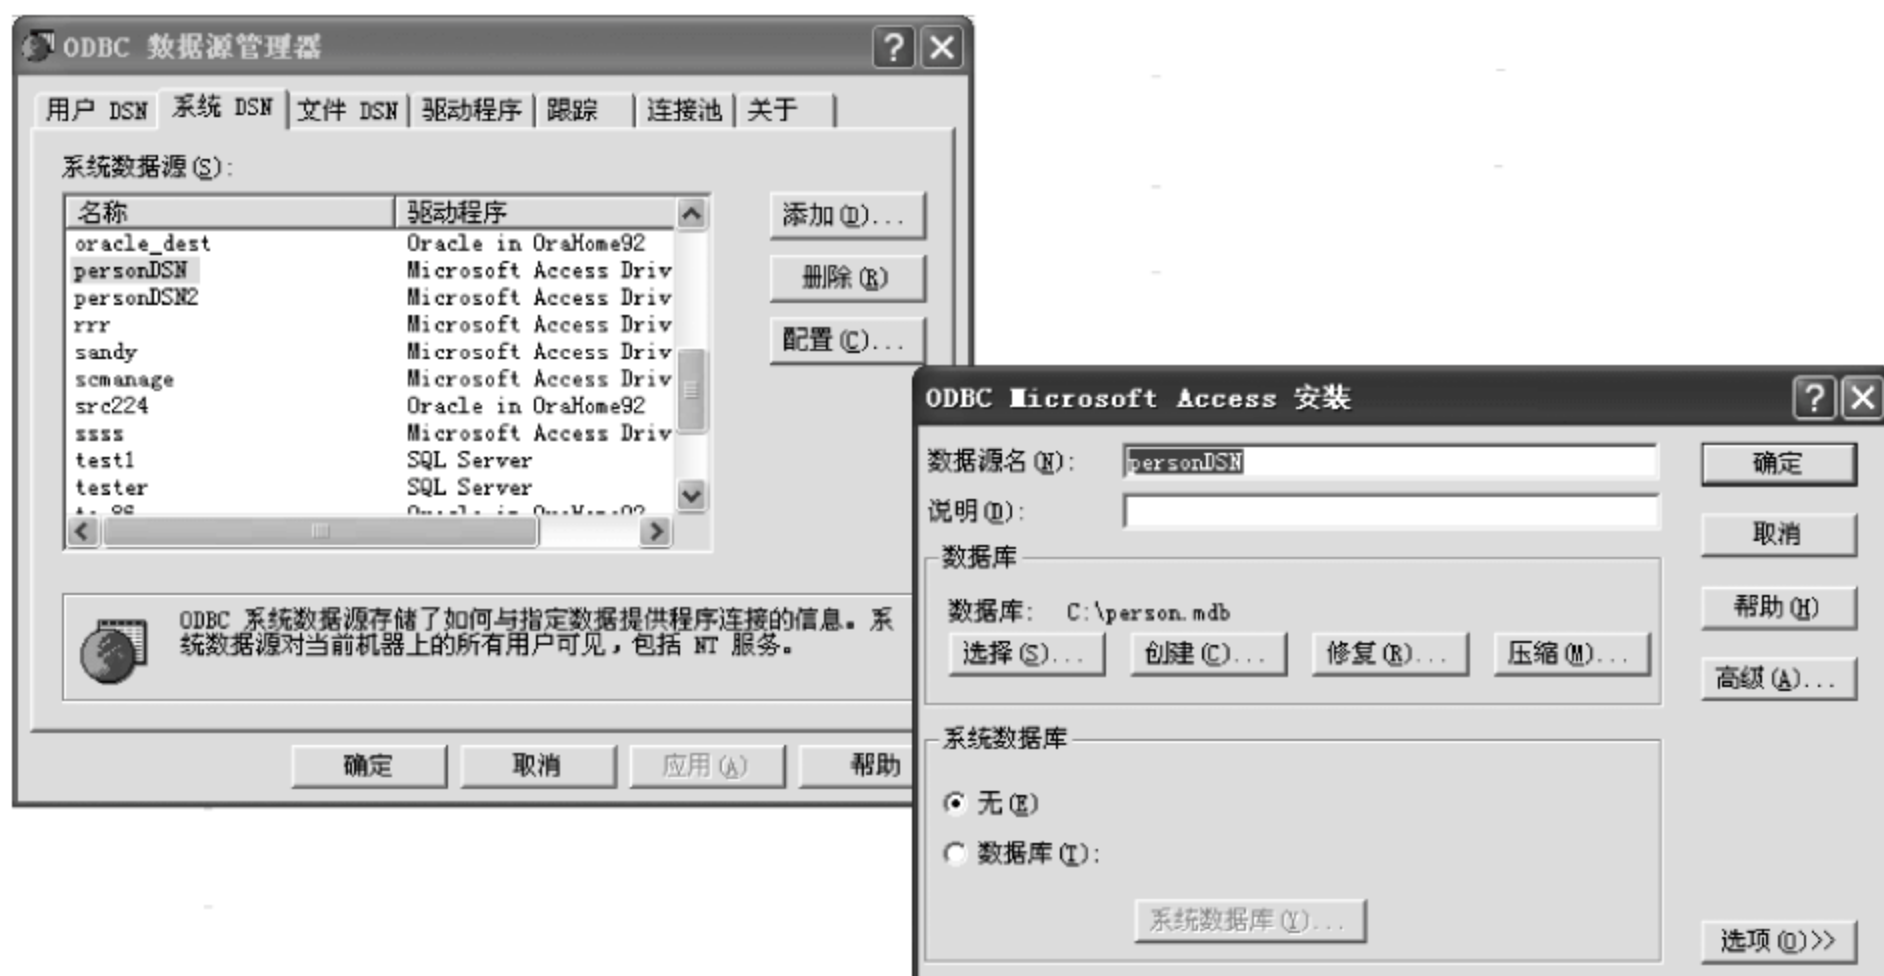 ODBC 数据源管理器
用户 DSN 系统 DSN 文件 DSN 驱动程序 跟踪 连接池 关于
系统数据源(S):
名称 驱动程序
oracle_dest Oracle in OraHome92
personDSN Microsoft Access Driv
personDSN2 Microsoft Access Driv
rrr Microsoft Access Driv
sandy Microsoft Access Driv
scmanage Microsoft Access Driv
src224 Oracle in OraHome92
ssss Microsoft Access Driv
test1 SQL Server
tester SQL Server
添加(D)...
删除(R)
配置(C)...
ODBC 系统数据源存储了如何与指定数据提供程序连接的信息。系
统数据源对当前机器上的所有用户可见，包括 NT 服务。
确定 取消 应用(A) 帮助
ODBC Microsoft Access 安装
数据源名(N): personDSN
说明(D):
数据库
数据库: C:\person.mdb
选择(S)... 创建(C)... 修复(R)... 压缩(M)...
系统数据库
无(E)
数据库(T):
系统数据库(Y)...
确定
取消
帮助(H)
高级(A)...
选项(O)>>